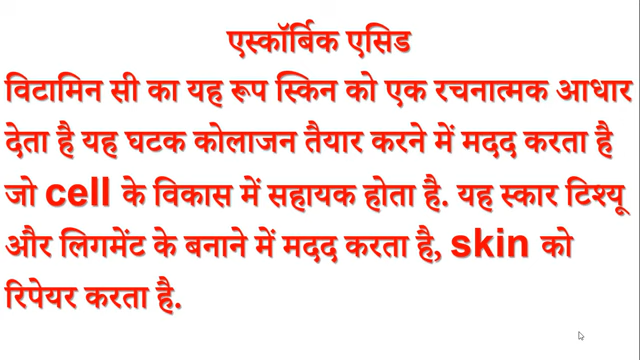 एस्कॉर्बिक एसिड
विटामिन सी का यह रूप स्किन को एक रचनात्मक आधार
देता है यह घटक कोलाजन तैयार करने में मदद करता है
जो cell के विकास में सहायक होता है. यह स्कार टिश्यू
और लिगमेंट के बनाने में मदद करता है, skin को
रिपेयर करता है.